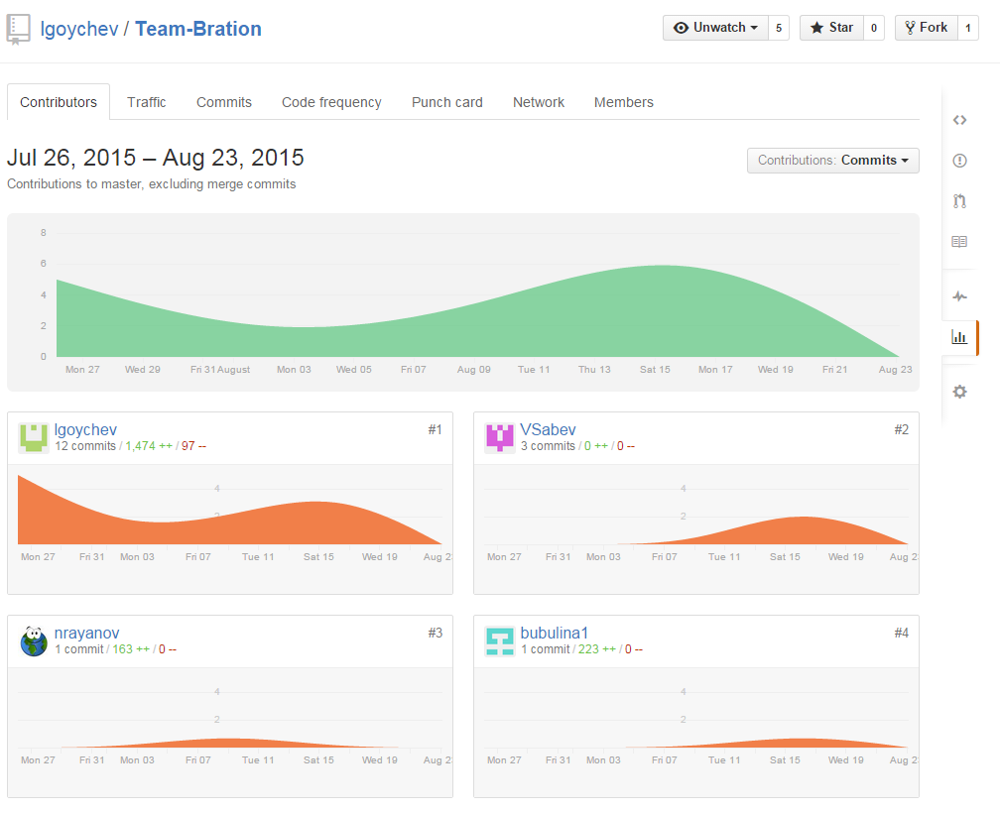 lgoychev / Team-Bration
Unwatch 5 Star 0 Fork 1
Contributors Traffic Commits Code frequency Punch card Network Members
Jul 26, 2015 – Aug 23, 2015
Contributions: Commits
Contributions to master, excluding merge commits
8
6
4
2
0
Mon 27 Wed 29 Fri 31 August Mon 03 Wed 05 Fri 07 Aug 09 Tue 11 Thu 13 Sat 15 Mon 17 Wed 19 Fri 21 Aug 23
lgoychev #1
12 commits / 1,474 ++ / 97 --
4
2
Mon 27 Fri 31 Mon 03 Fri 07 Tue 11 Sat 15 Wed 19 Aug 2
VSabev #2
3 commits / 0 ++ / 0 --
4
2
Mon 27 Fri 31 Mon 03 Fri 07 Tue 11 Sat 15 Wed 19 Aug 2
nrayanov #3
1 commit / 163 ++ / 0 --
4
2
Mon 27 Fri 31 Mon 03 Fri 07 Tue 11 Sat 15 Wed 19 Aug 2
bubulina1 #4
1 commit / 223 ++ / 0 --
4
2
Mon 27 Fri 31 Mon 03 Fri 07 Tue 11 Sat 15 Wed 19 Aug 2